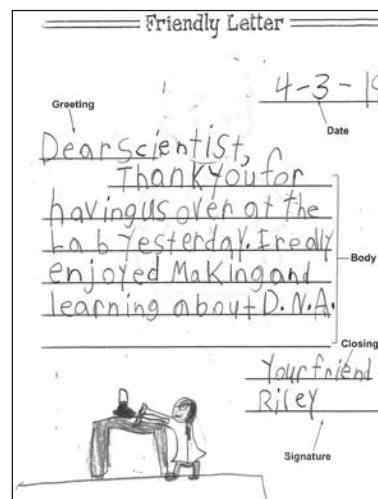 Friendly Letter
4-3-19
Greeting
Date
Dear Scientist,
Thank you for
having us over at the
Lab Yesterday. I really
enjoyed Making and
learning about D.N.A.
Body
Closing
Your friend
Riley
Signature